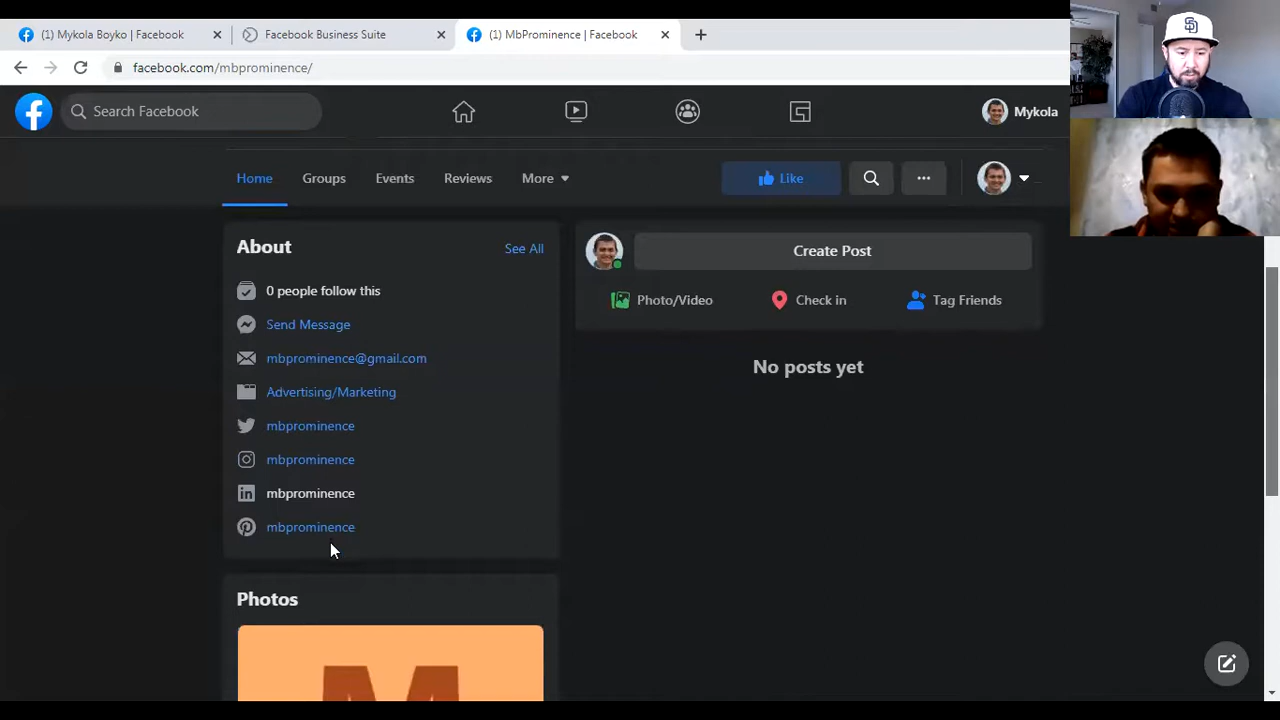 (1) Mykola Boyko | Facebook
Facebook Business Suite
(1) MbProminence | Facebook
facebook.com/mbprominence/
Search Facebook
Mykola
Home
Groups
Events
Reviews
More
Like
About
See All
0 people follow this
Send Message
mbprominence@gmail.com
Advertising/Marketing
mbprominence
mbprominence
in mbprominence
mbprominence
Photos
M
Create Post
Photo/Video
Check in
Tag Friends
No posts yet
SD